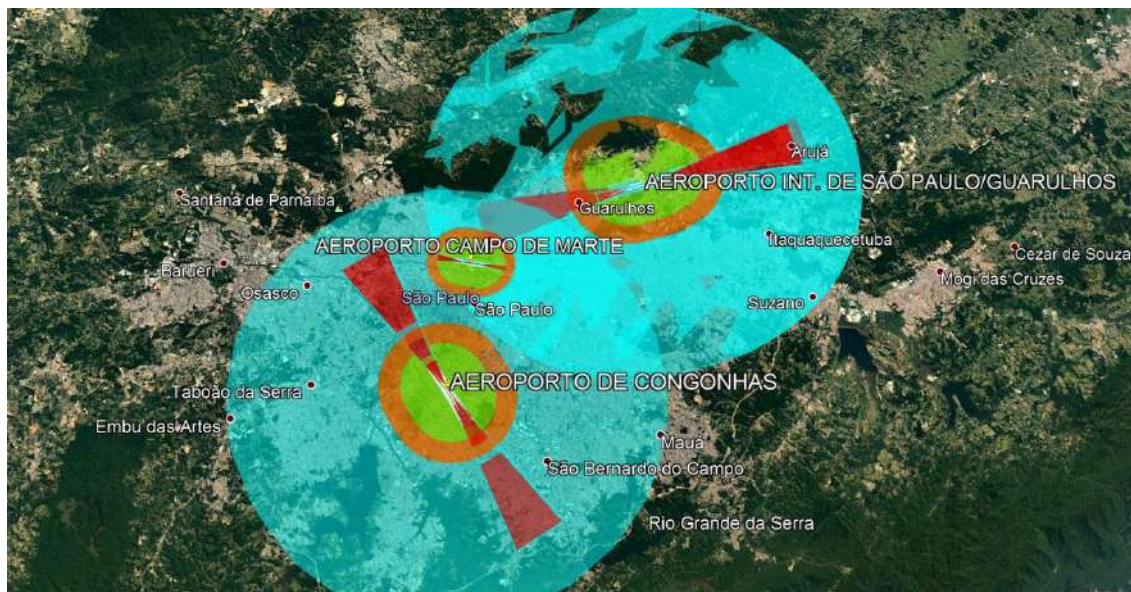 Arujá
AEROPORTO INT. DE SÃO PAULO/GUARULHOS
Santana de Parnaíba
Guarulhos
Itaquaquecetuba
AEROPORTO CAMPO DE MARTE
Cezar de Souza
Barueri
Mogi das Cruzes
Osasco
São Paulo
Suzano
São Paulo
AEROPORTO DE CONGONHAS
Taboão da Serra
Embu das Artes
Mauá
São Bernardo do Campo
Rio Grande da Serra